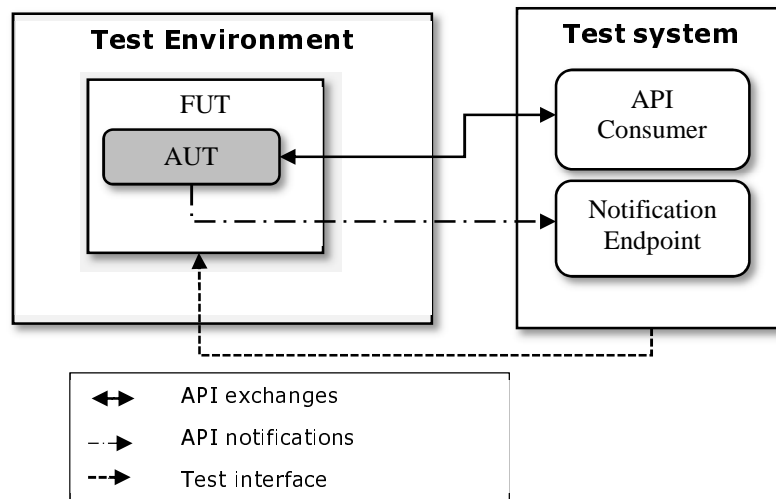 Test Environment
FUT
AUT
Test system
API
Consumer
Notification
Endpoint
API exchanges
API notifications
Test interface